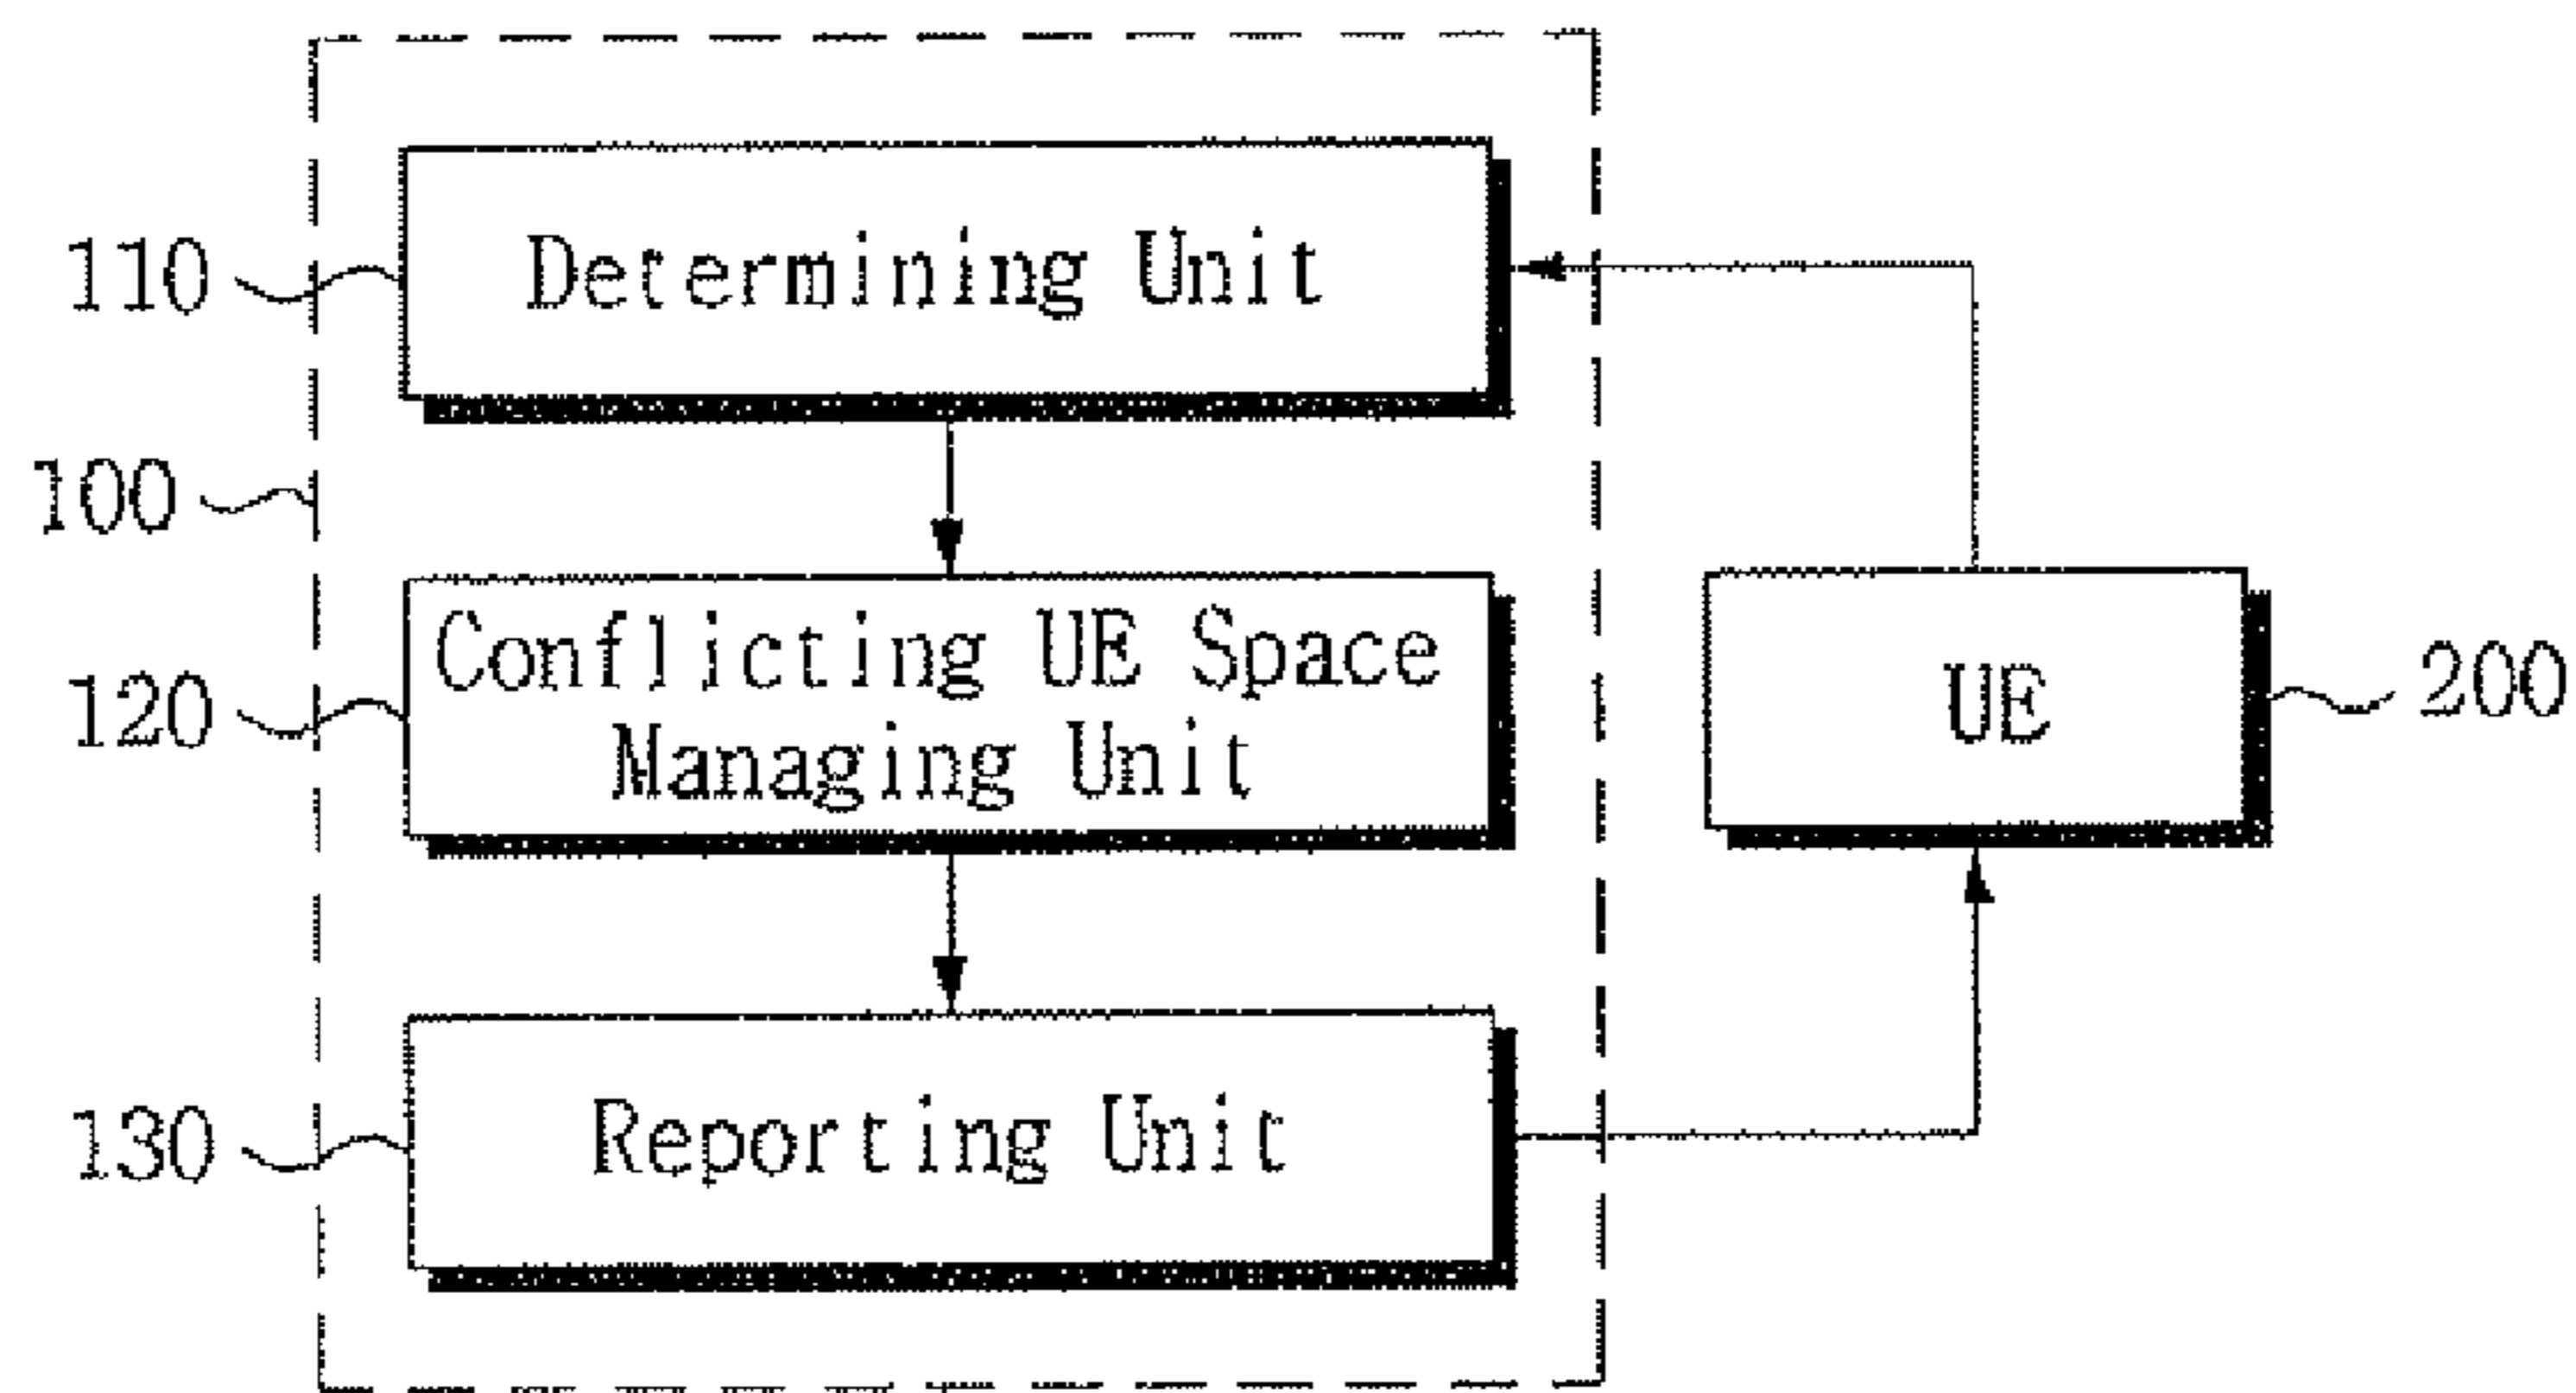 110
Determining Unit
100
120
Conflicting UE Space
Managing Unit
UE
200
130
Reporting Unit